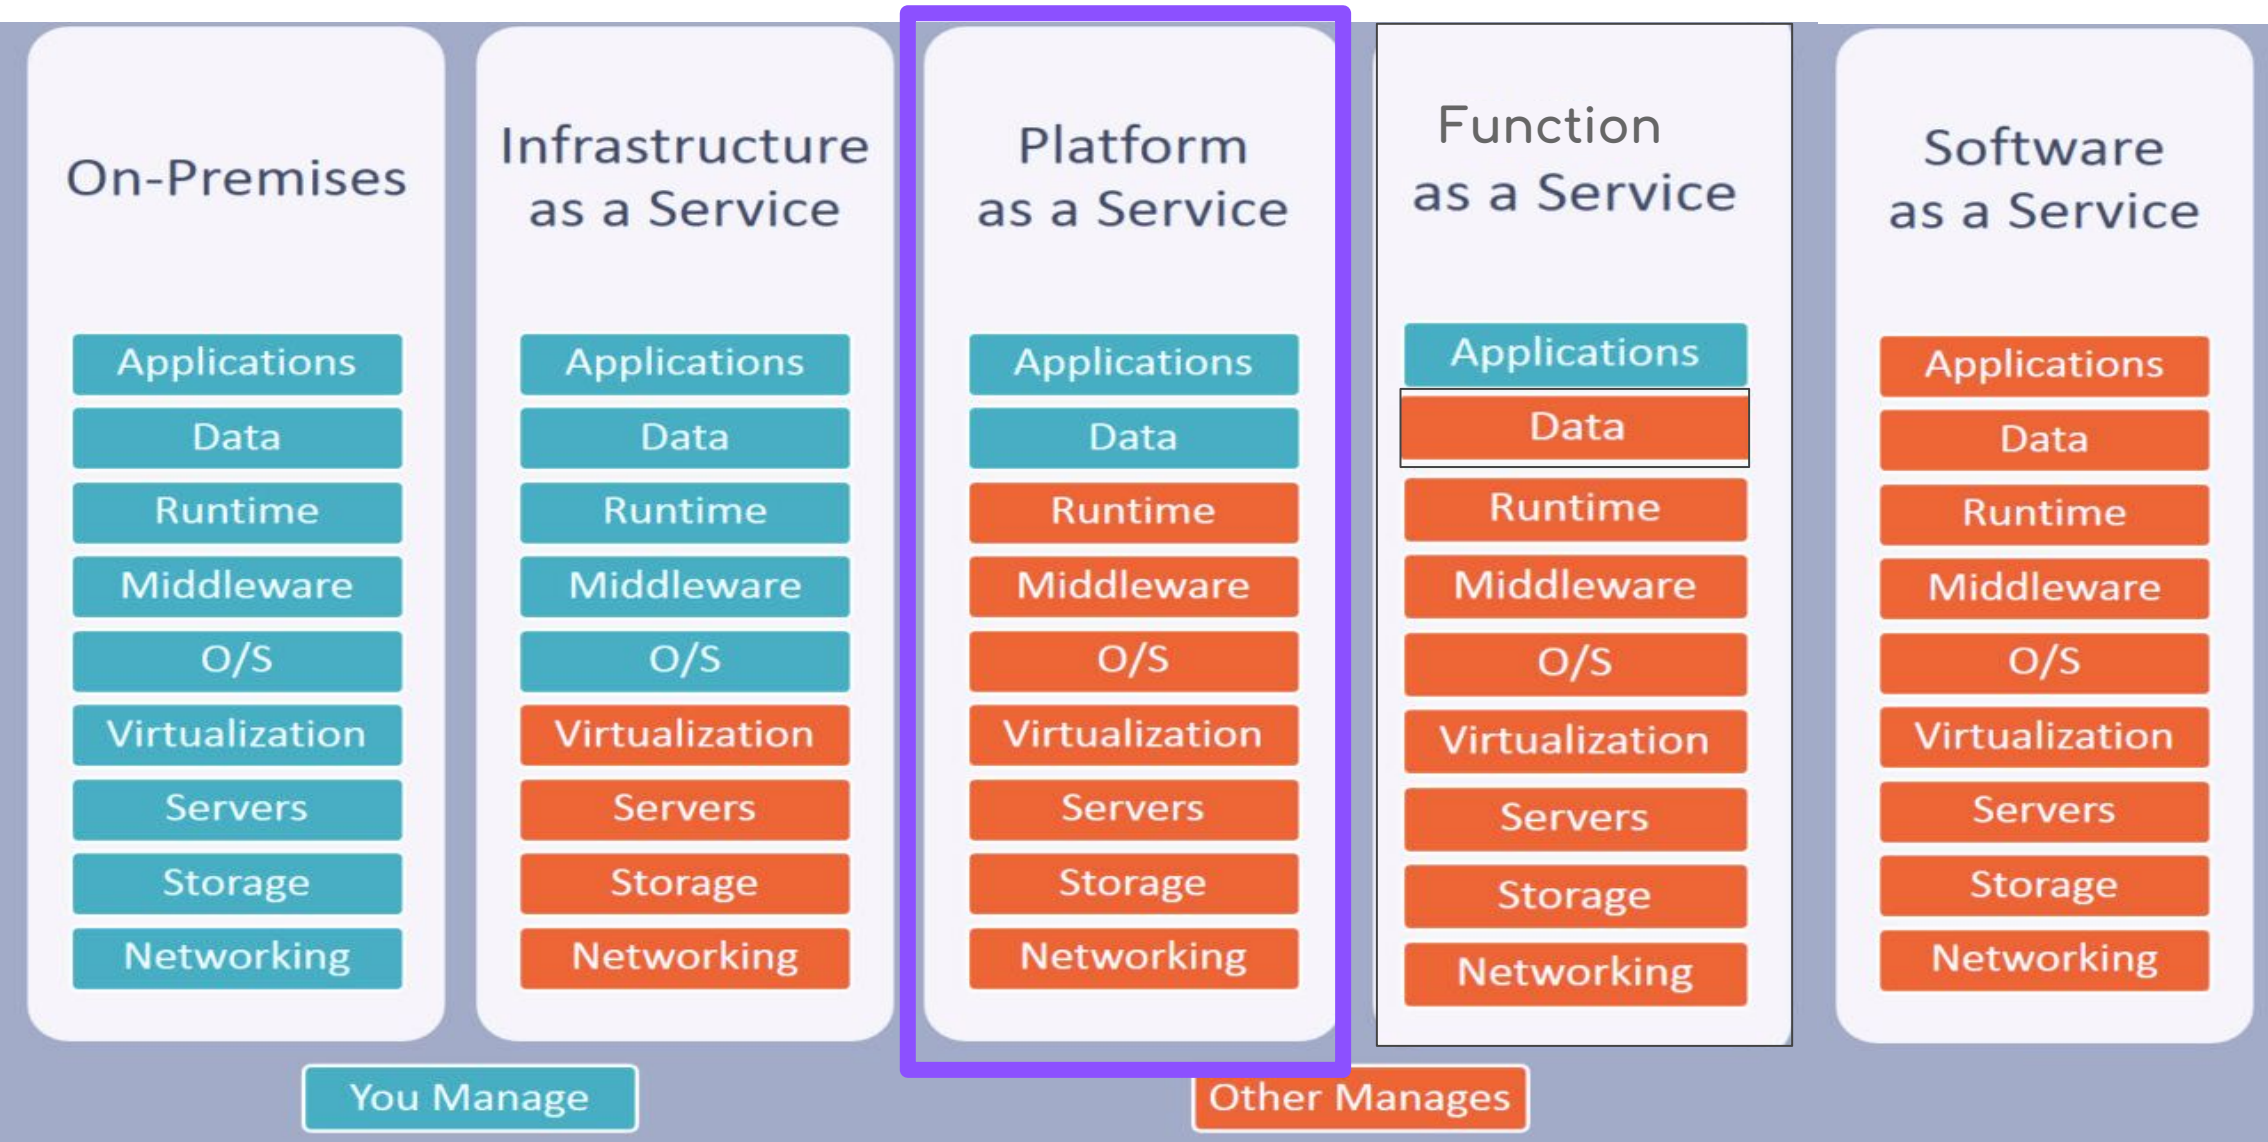 On-Premises
Applications
Data
Runtime
Middleware
O/S
Virtualization
Servers
Storage
Networking
Infrastructure
as a Service
Applications
Data
Runtime
Middleware
O/S
Virtualization
Servers
Storage
Networking
Platform
as a Service
Applications
Data
Runtime
Middleware
O/S
Virtualization
Servers
Storage
Networking
Function
as a Service
Applications
Data
Runtime
Middleware
O/S
Virtualization
Servers
Storage
Networking
Software
as a Service
Applications
Data
Runtime
Middleware
O/S
Virtualization
Servers
Storage
Networking
You Manage
Other Manages